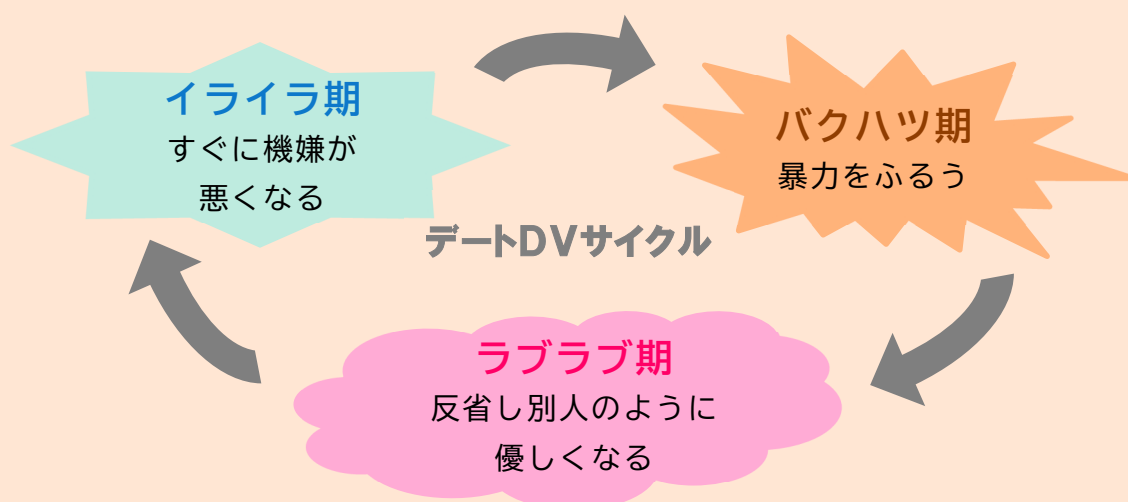 イライラ期
すぐに機嫌が
悪くなる
バクハツ期
暴力をふるう
デートDVサイクル
ラブラブ期
反省し別人のように
優しくなる